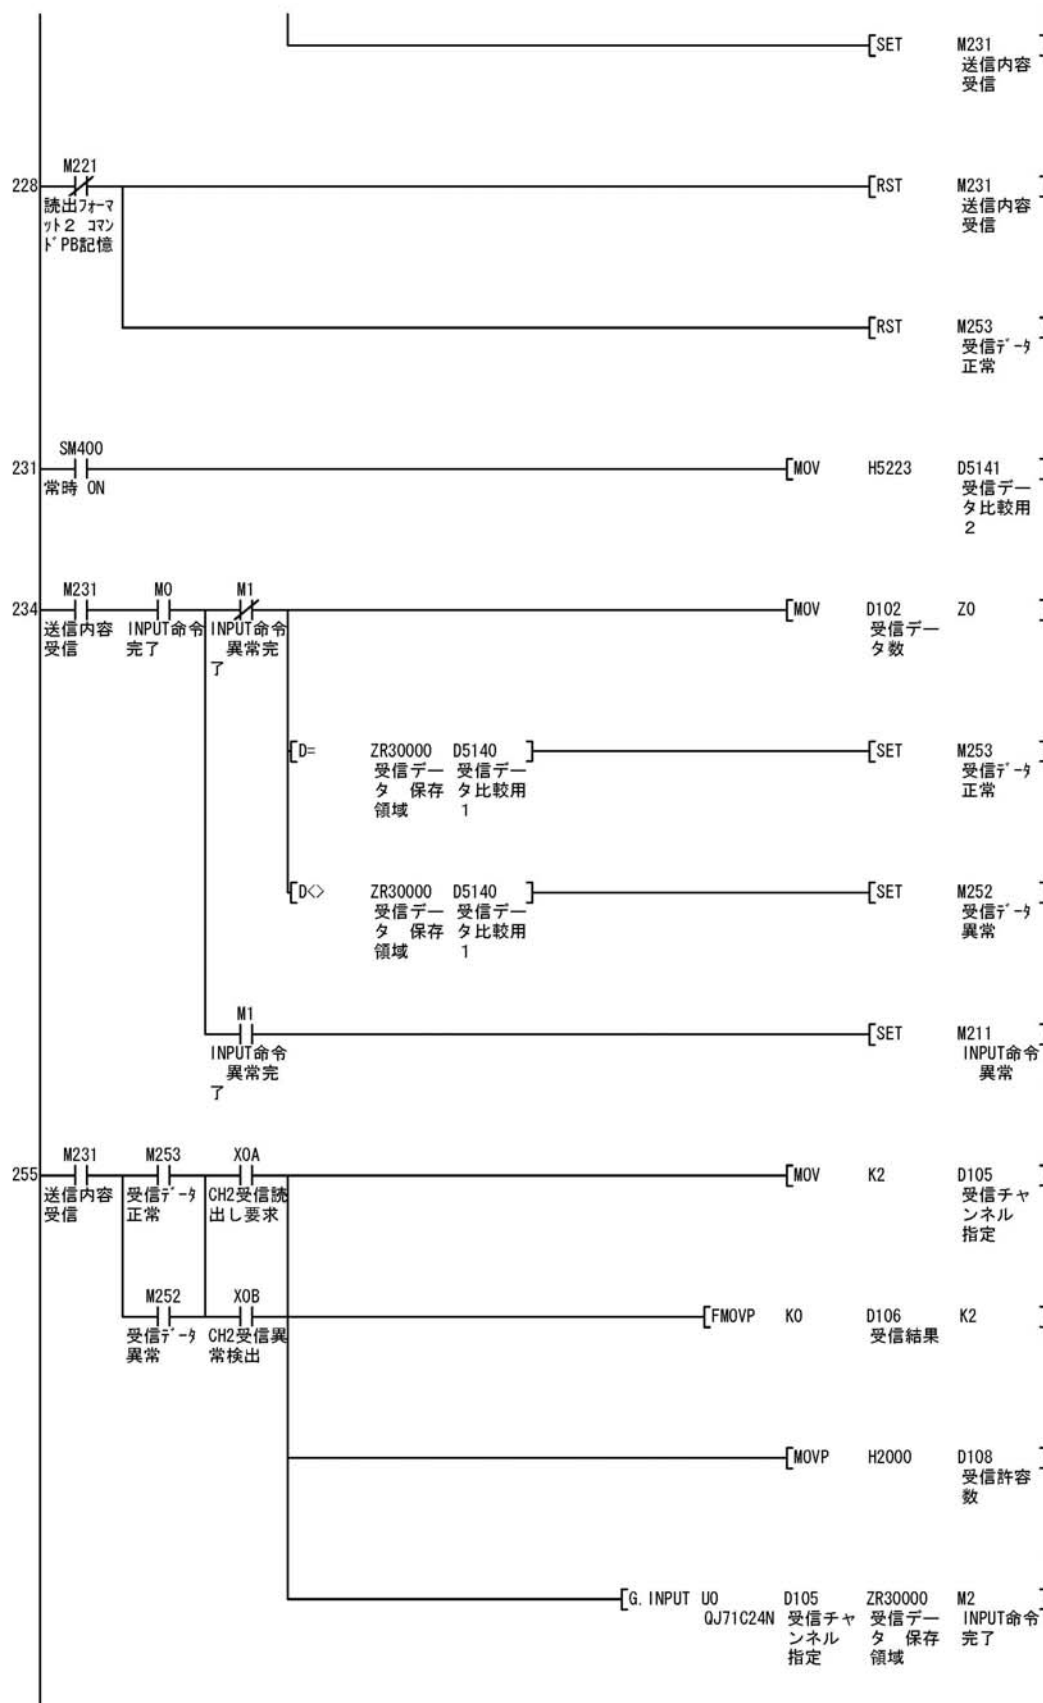 SET M231
送信内容
受信
M221
228
RST M231
読出ﾌｫｰﾏ
ｯﾄ2 ｺﾏﾝ
ﾄﾞPB記憶
送信内容
受信
RST M253
受信ﾃﾞｰﾀ
正常
SM400
231
MOV H5223 D5141
常時 ON
受信デー
タ比較用
2
M231 M0 M1
234
MOV D102 Z0
送信内容 INPUT命令 INPUT命令 受信デー
受信 完了 異常完 タ数
了
D= ZR30000 D5140 SET M253
受信デー 受信デー 受信ﾃﾞｰﾀ
タ 保存 タ比較用 正常
領域 1
D<> ZR30000 D5140 SET M252
受信デー 受信デー 受信ﾃﾞｰﾀ
タ 保存 タ比較用 異常
領域 1
M1
SET M211
INPUT命令 INPUT命令
異常完 異常
了
M231 M253 X0A
255
MOV K2 D105
送信内容 受信ﾃﾞｰﾀ CH2受信読 受信チャ
受信 正常 出し要求 ンネル
指定
M252 X0B
FMOVP K0 D106 K2
受信ﾃﾞｰﾀ CH2受信異 受信結果
異常 常検出
MOVP H2000 D108
受信許容
数
G.INPUT U0 D105 ZR30000 M2
QJ71C24N 受信チャ 受信デー INPUT命令
ンネル タ 保存 完了
指定 領域